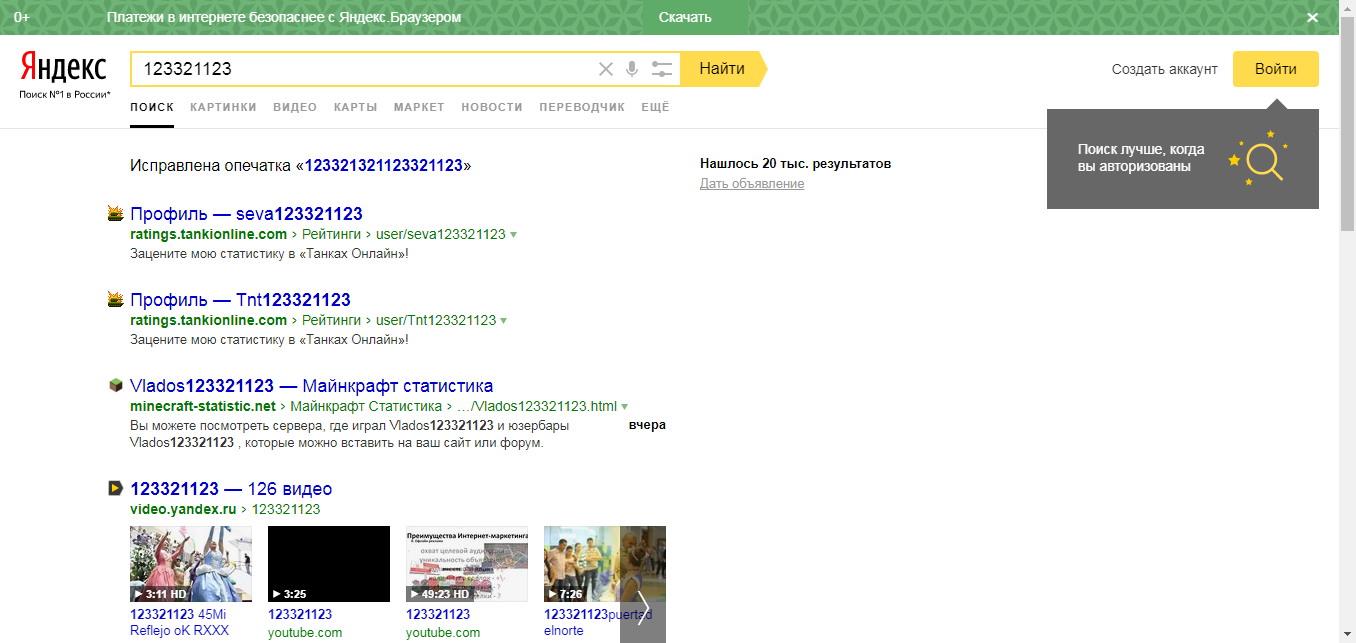 0+ Платежи в интернете безопаснее с Яндекс.Браузером Скачать
Яндекс
Поиск №1 в России*
123321123
Найти
Создать аккаунт
Войти
ПОИСК КАРТИНКИ ВИДЕО КАРТЫ МАРКЕТ НОВОСТИ ПЕРЕВОДЧИК ЕЩЁ
Поиск лучше, когда
вы авторизованы
Исправлена опечатка «123321321123321123»
Нашлось 20 тыс. результатов
Дать объявление
Профиль — seva123321123
ratings.tankionline.com › Рейтинги › user/seva123321123
Зацените мою статистику в «Танках Онлайн»!
Профиль — Tnt123321123
ratings.tankionline.com › Рейтинги › user/Tnt123321123
Зацените мою статистику в «Танках Онлайн»!
Vlados123321123 — Майнкрафт статистика
minecraft-statistic.net › Майнкрафт Статистика › …/Vlados123321123.html
Вы можете посмотреть сервера, где играл Vlados123321123 и юзербары
Vlados123321123 , которые можно вставить на ваш сайт или форум.
вчера
123321123 — 126 видео
video.yandex.ru › 123321123
Преимущества Интернет-маркетинга
охват целевой
уникальность
3:11 HD
3:25
49:23 HD
7:26
123321123 45Mi
Reflejo oK RXXX
123321123
youtube.com
123321123
youtube.com
123321123puertad
elnorte